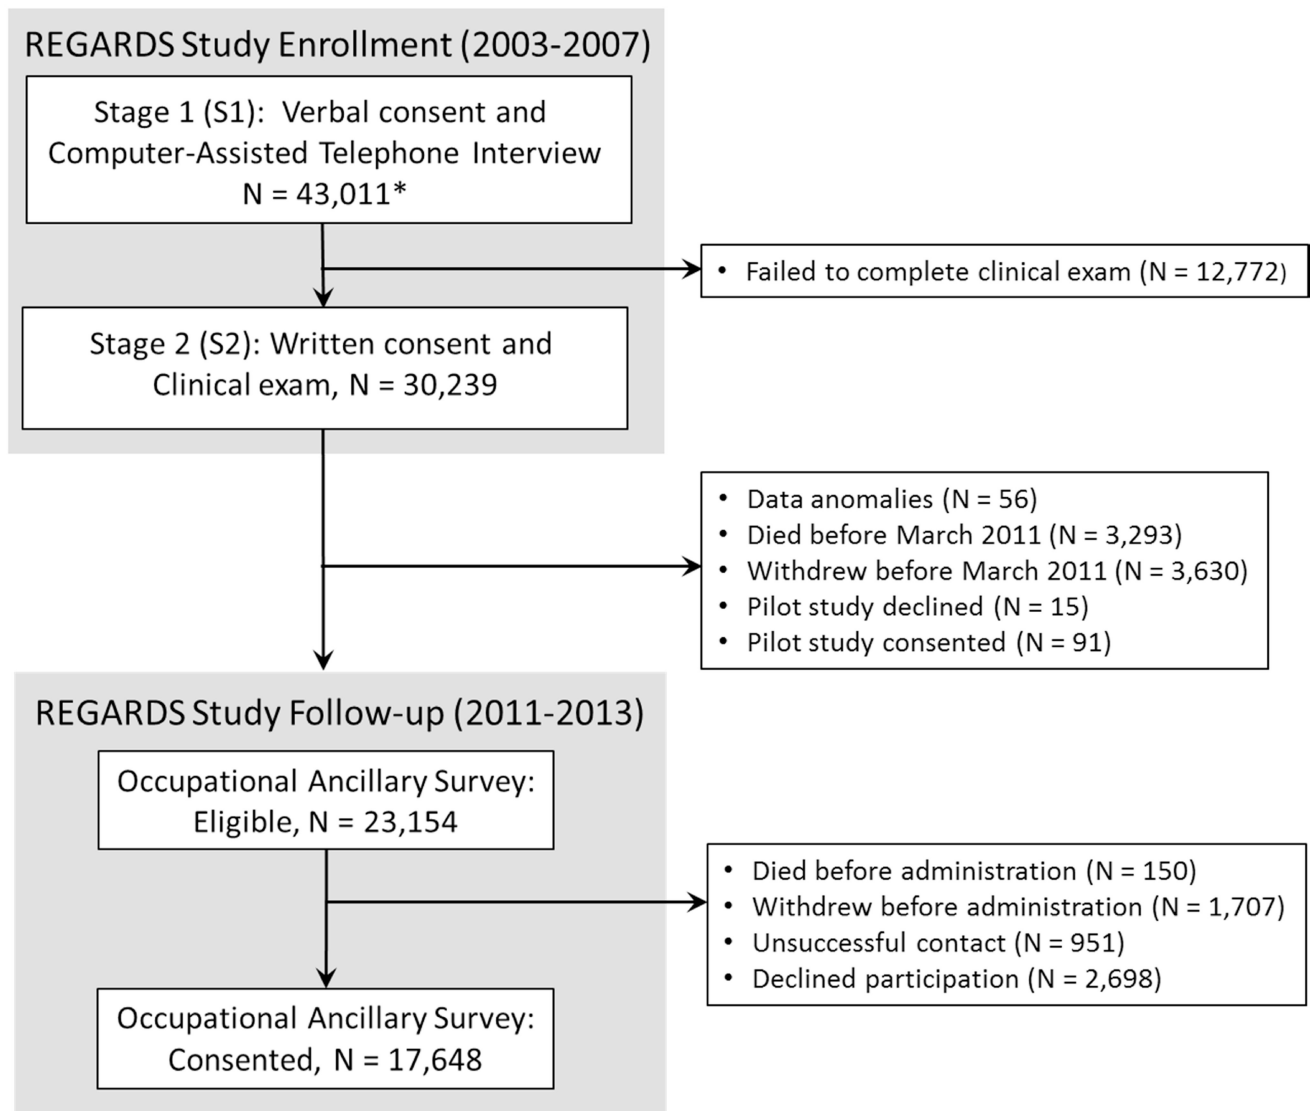 REGARDS Study Enrollment (2003-2007)
Stage 1 (S1):  Verbal consent and
Computer-Assisted Telephone Interview
N = 43,011*
• Failed to complete clinical exam (N = 12,772)
Stage 2 (S2): Written consent and
Clinical exam, N = 30,239
• Data anomalies (N = 56)
• Died before March 2011 (N = 3,293)
• Withdrew before March 2011 (N = 3,630)
• Pilot study declined (N = 15)
• Pilot study consented (N = 91)
REGARDS Study Follow-up (2011-2013)
Occupational Ancillary Survey:
Eligible, N = 23,154
• Died before administration (N = 150)
• Withdrew before administration (N = 1,707)
• Unsuccessful contact (N = 951)
• Declined participation (N = 2,698)
Occupational Ancillary Survey:
Consented, N = 17,648